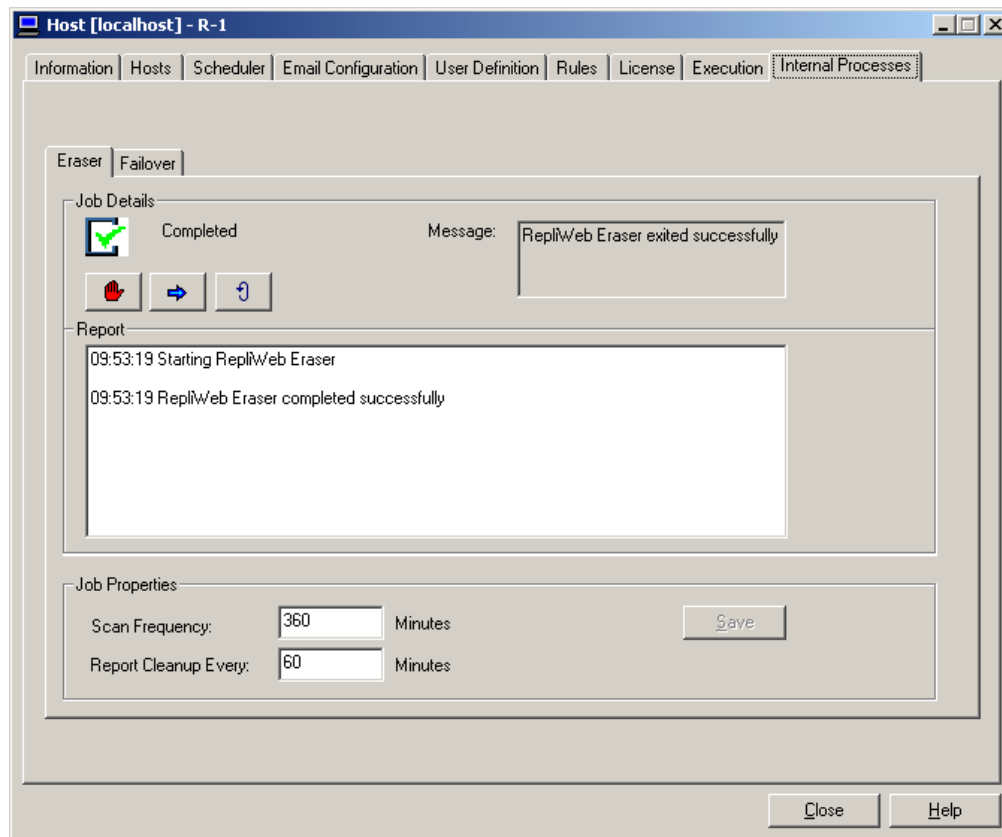 Host [localhost] - R-1
Information Hosts Scheduler Email Configuration User Definition Rules License Execution Internal Processes
Eraser Failover
Job Details
Completed Message: RepliWeb Eraser exited successfully
Report
09:53:19 Starting RepliWeb Eraser
09:53:19 RepliWeb Eraser completed successfully
Job Properties
Scan Frequency: 360 Minutes Save
Report Cleanup Every: 60 Minutes
Close Help